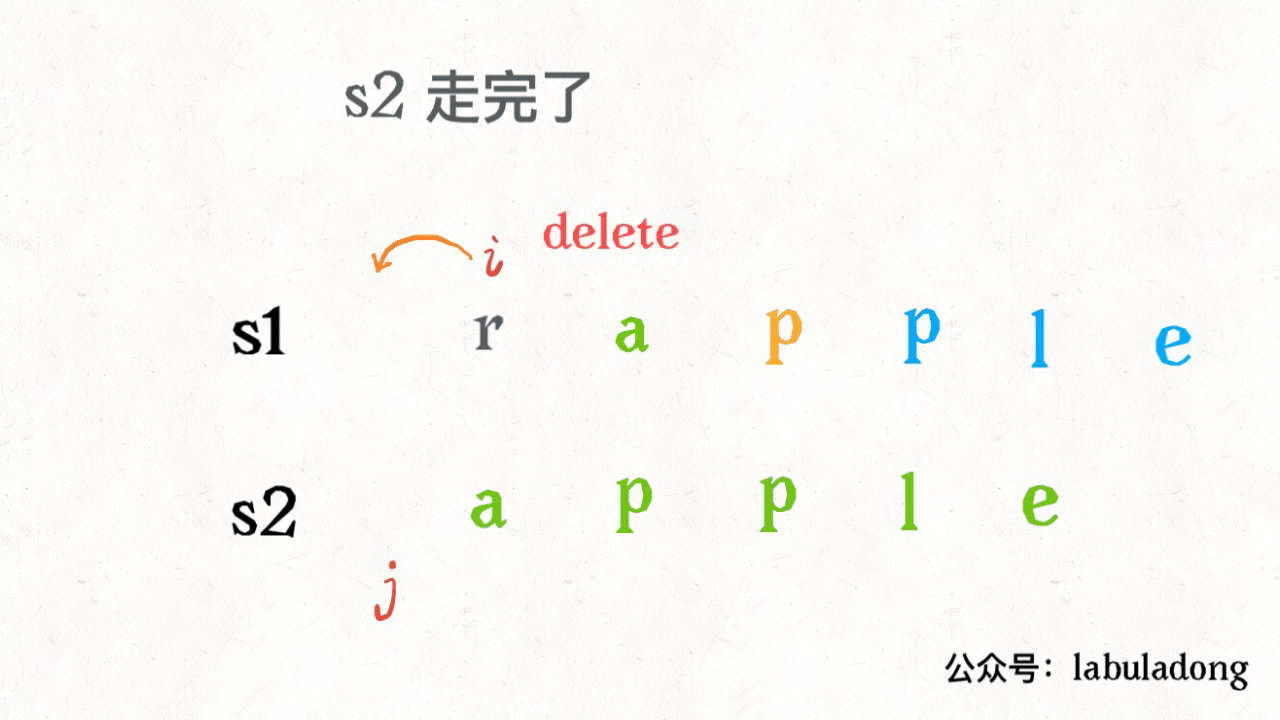 s2 走完了
i delete
s1 r a p p l e
s2 a p p l e
j
公众号：labuladong